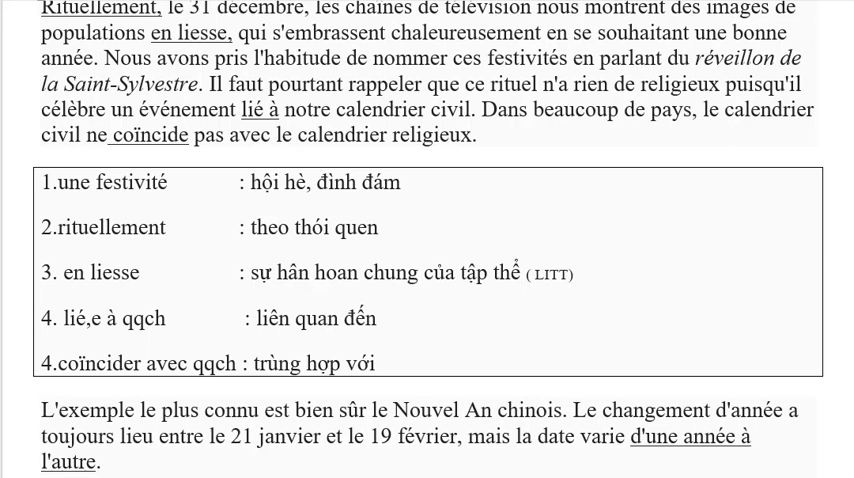 Rituellement, le 31 décembre, les chaînes de télévision nous montrent des images de
populations en liesse, qui s'embrassent chaleureusement en se souhaitant une bonne
année. Nous avons pris l'habitude de nommer ces festivités en parlant du réveillon de
la Saint-Sylvestre. Il faut pourtant rappeler que ce rituel n'a rien de religieux puisqu'il
célèbre un événement lié à notre calendrier civil. Dans beaucoup de pays, le calendrier
civil ne coïncide pas avec le calendrier religieux.
1.une festivité : hội hè, đình đám
2.rituellement : theo thói quen
3. en liesse : sự hân hoan chung của tập thể ( LITT)
4. lié,e à qqch : liên quan đến
4.coïncider avec qqch : trùng hợp với
L'exemple le plus connu est bien sûr le Nouvel An chinois. Le changement d'année a
toujours lieu entre le 21 janvier et le 19 février, mais la date varie d'une année à
l'autre.